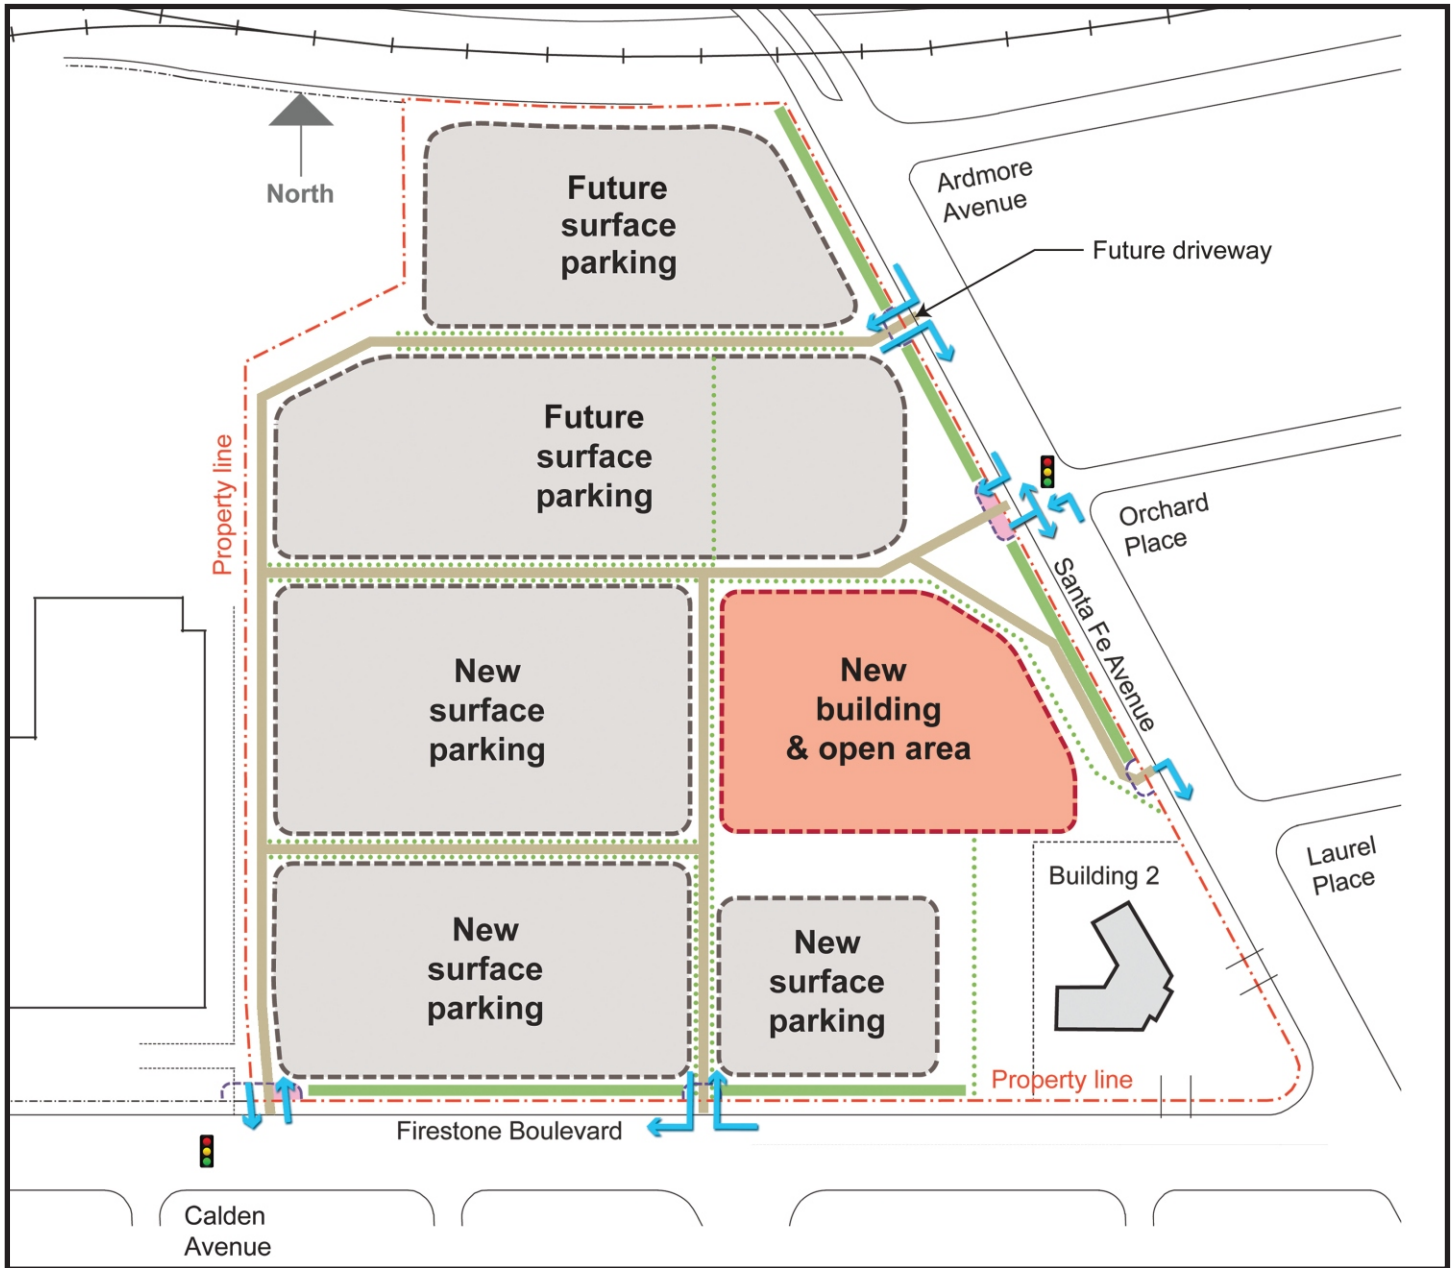 North
Future
surface
parking
Ardmore
Avenue
Future driveway
Property line
Future
surface
parking
Orchard
Place
Santa Fe Avenue
New
surface
parking
New
building
& open area
Laurel
Place
Building 2
New
surface
parking
New
surface
parking
Property line
Firestone Boulevard
Calden
Avenue